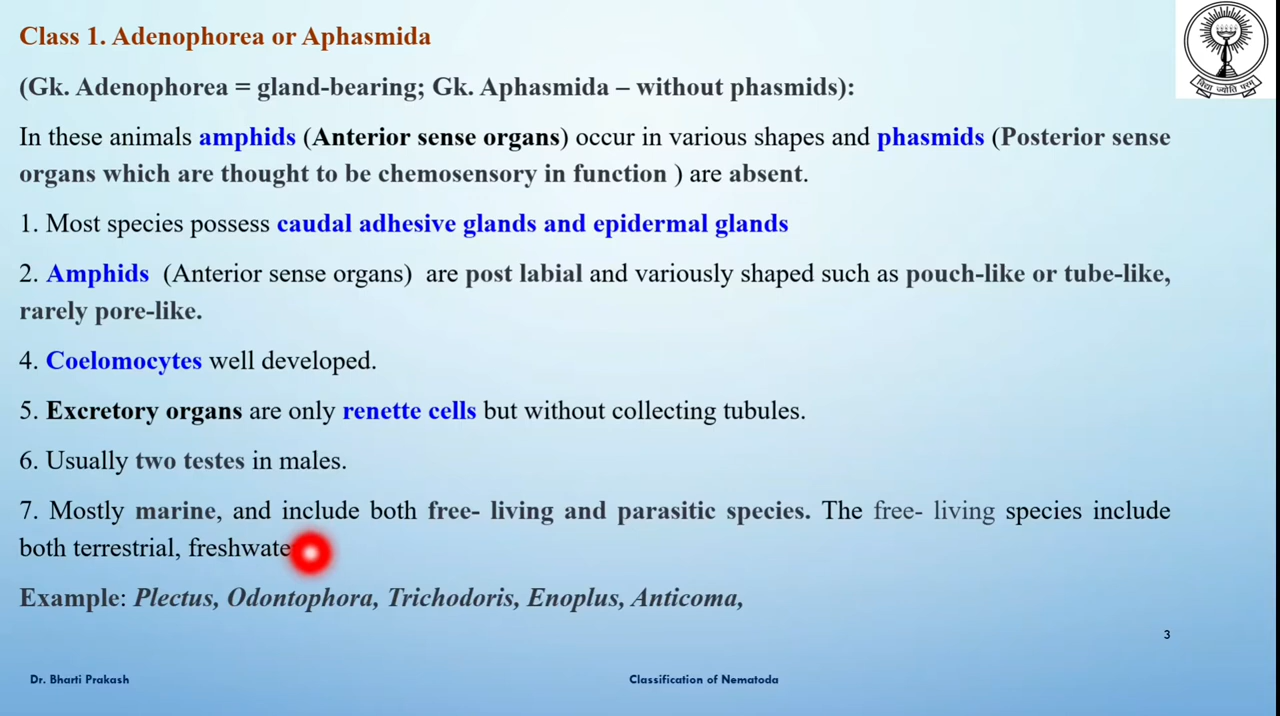 Class 1. Adenophorea or Aphasmida
(Gk. Adenophorea = gland-bearing; Gk. Aphasmida – without phasmids):
In these animals amphids (Anterior sense organs) occur in various shapes and phasmids (Posterior sense
organs which are thought to be chemosensory in function ) are absent.
1. Most species possess caudal adhesive glands and epidermal glands
2. Amphids (Anterior sense organs) are post labial and variously shaped such as pouch-like or tube-like,
rarely pore-like.
4. Coelomocytes well developed.
5. Excretory organs are only renette cells but without collecting tubules.
6. Usually two testes in males.
7. Mostly marine, and include both free- living and parasitic species. The free- living species include
both terrestrial, freshwate
Example: Plectus, Odontophora, Trichodoris, Enoplus, Anticoma,
3
Dr. Bharti Prakash
Classification of Nematoda